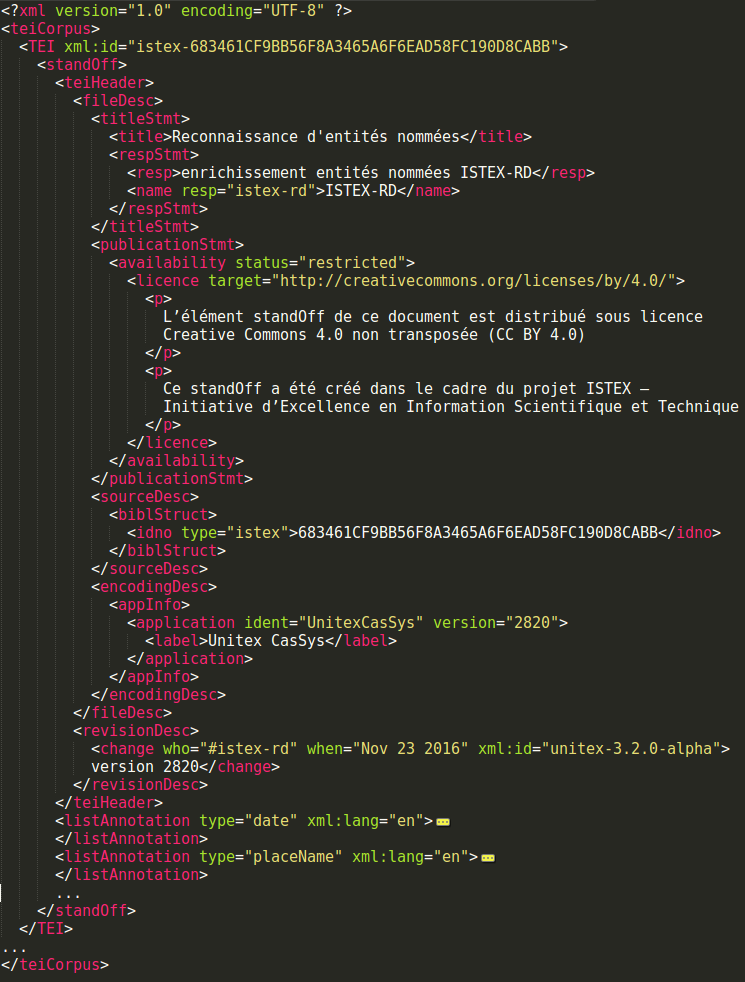 <?xml version="1.0" encoding="UTF-8" ?>
<teiCorpus>
  <TEI xml:id="istex-683461CF9BB56F8A3465A6F6EAD58FC190D8CABB">
    <standOff>
      <teiHeader>
        <fileDesc>
          <titleStmt>
            <title>Reconnaissance d'entités nommées</title>
            <respStmt>
              <resp>enrichissement entités nommées ISTEX-RD</resp>
              <name resp="istex-rd">ISTEX-RD</name>
            </respStmt>
          </titleStmt>
          <publicationStmt>
            <availability status="restricted">
              <licence target="http://creativecommons.org/licenses/by/4.0/">
                <p>
                  L’élément standOff de ce document est distribué sous licence
                  Creative Commons 4.0 non transposée (CC BY 4.0)
                </p>
                <p>
                  Ce standOff a été créé dans le cadre du projet ISTEX –
                  Initiative d’Excellence en Information Scientifique et Technique
                </p>
              </licence>
            </availability>
          </publicationStmt>
          <sourceDesc>
            <biblStruct>
              <idno type="istex">683461CF9BB56F8A3465A6F6EAD58FC190D8CABB</idno>
            </biblStruct>
          </sourceDesc>
          <encodingDesc>
            <appInfo>
              <application ident="UnitexCasSys" version="2820">
                <label>Unitex CasSys</label>
              </application>
            </appInfo>
          </encodingDesc>
        </fileDesc>
        <revisionDesc>
          <change who="#istex-rd" when="Nov 23 2016" xml:id="unitex-3.2.0-alpha">
          version 2820</change>
        </revisionDesc>
      </teiHeader>
      <listAnnotation type="date" xml:lang="en">
      </listAnnotation>
      <listAnnotation type="placeName" xml:lang="en">
      </listAnnotation>
      ...
    </standOff>
  </TEI>
...
</teiCorpus>